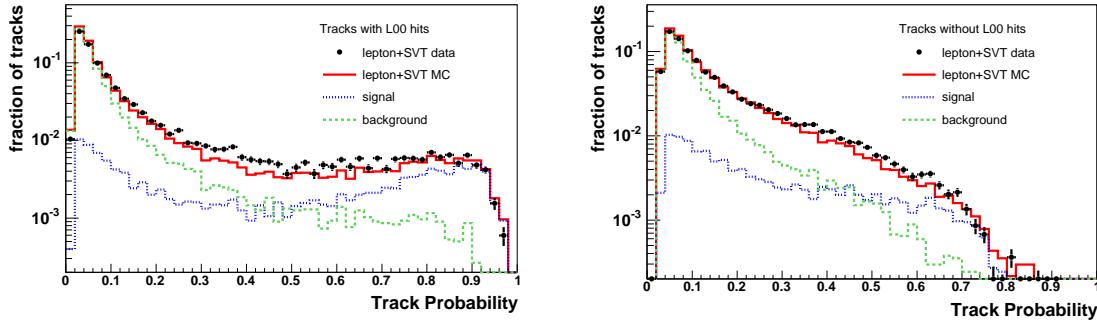 Tracks with L00 hits
lepton+SVT data
lepton+SVT MC
signal
background
fraction of tracks
10^-1
10^-2
10^-3
0 0.1 0.2 0.3 0.4 0.5 0.6 0.7 0.8 0.9 1
Track Probability
Tracks without L00 hits
lepton+SVT data
lepton+SVT MC
signal
background
fraction of tracks
10^-1
10^-2
10^-3
0 0.1 0.2 0.3 0.4 0.5 0.6 0.7 0.8 0.9 1
Track Probability